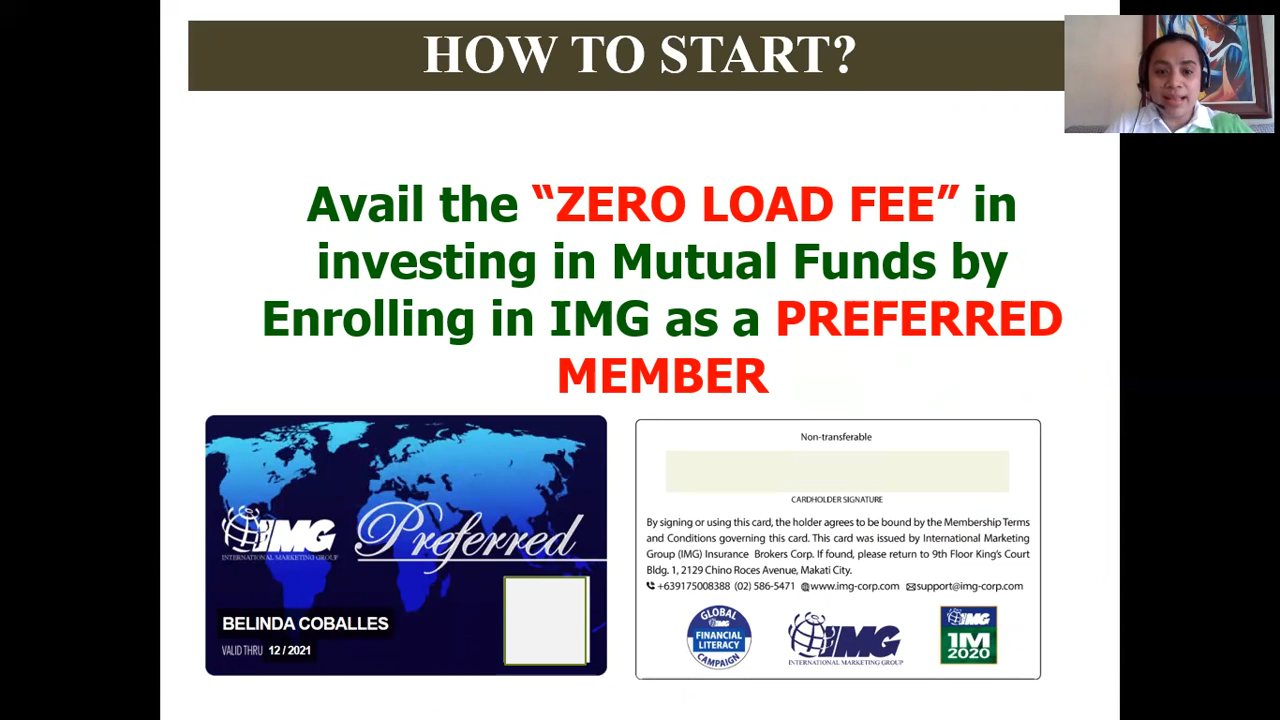 HOW TO START?
Avail the “ZERO LOAD FEE” in
investing in Mutual Funds by
Enrolling in IMG as a PREFERRED
MEMBER
IMG
INTERNATIONAL MARKETING GROUP
Preferred
BELINDA COBALLES
VALID THRU 12 / 2021
Non-transferable
CARDHOLDER SIGNATURE
By signing or using this card, the holder agrees to be bound by the Membership Terms
and Conditions governing this card. This card was issued by International Marketing
Group (IMG) Insurance Brokers Corp. If found, please return to 9th Floor King's Court
Bldg. 1, 2129 Chino Roces Avenue, Makati City.
+639175008388 (02) 586-5471 www.img-corp.com support@img-corp.com
GLOBAL
IMG
FINANCIAL
LITERACY
CAMPAIGN
IMG
INTERNATIONAL MARKETING GROUP
IMG
1M
2020